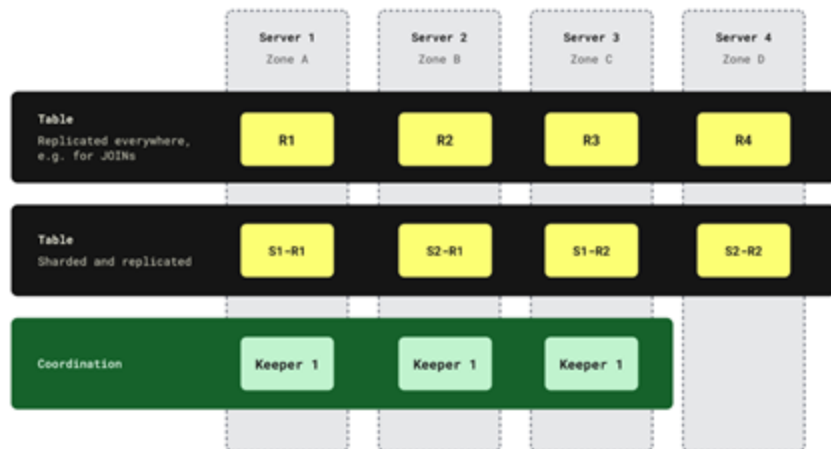 Server 1
Zone A
Server 2
Zone B
Server 3
Zone C
Server 4
Zone D
Table
Replicated everywhere,
e.g. for JOINs
R1
R2
R3
R4
Table
Sharded and replicated
S1-R1
S2-R1
S1-R2
S2-R2
Coordination
Keeper 1
Keeper 1
Keeper 1